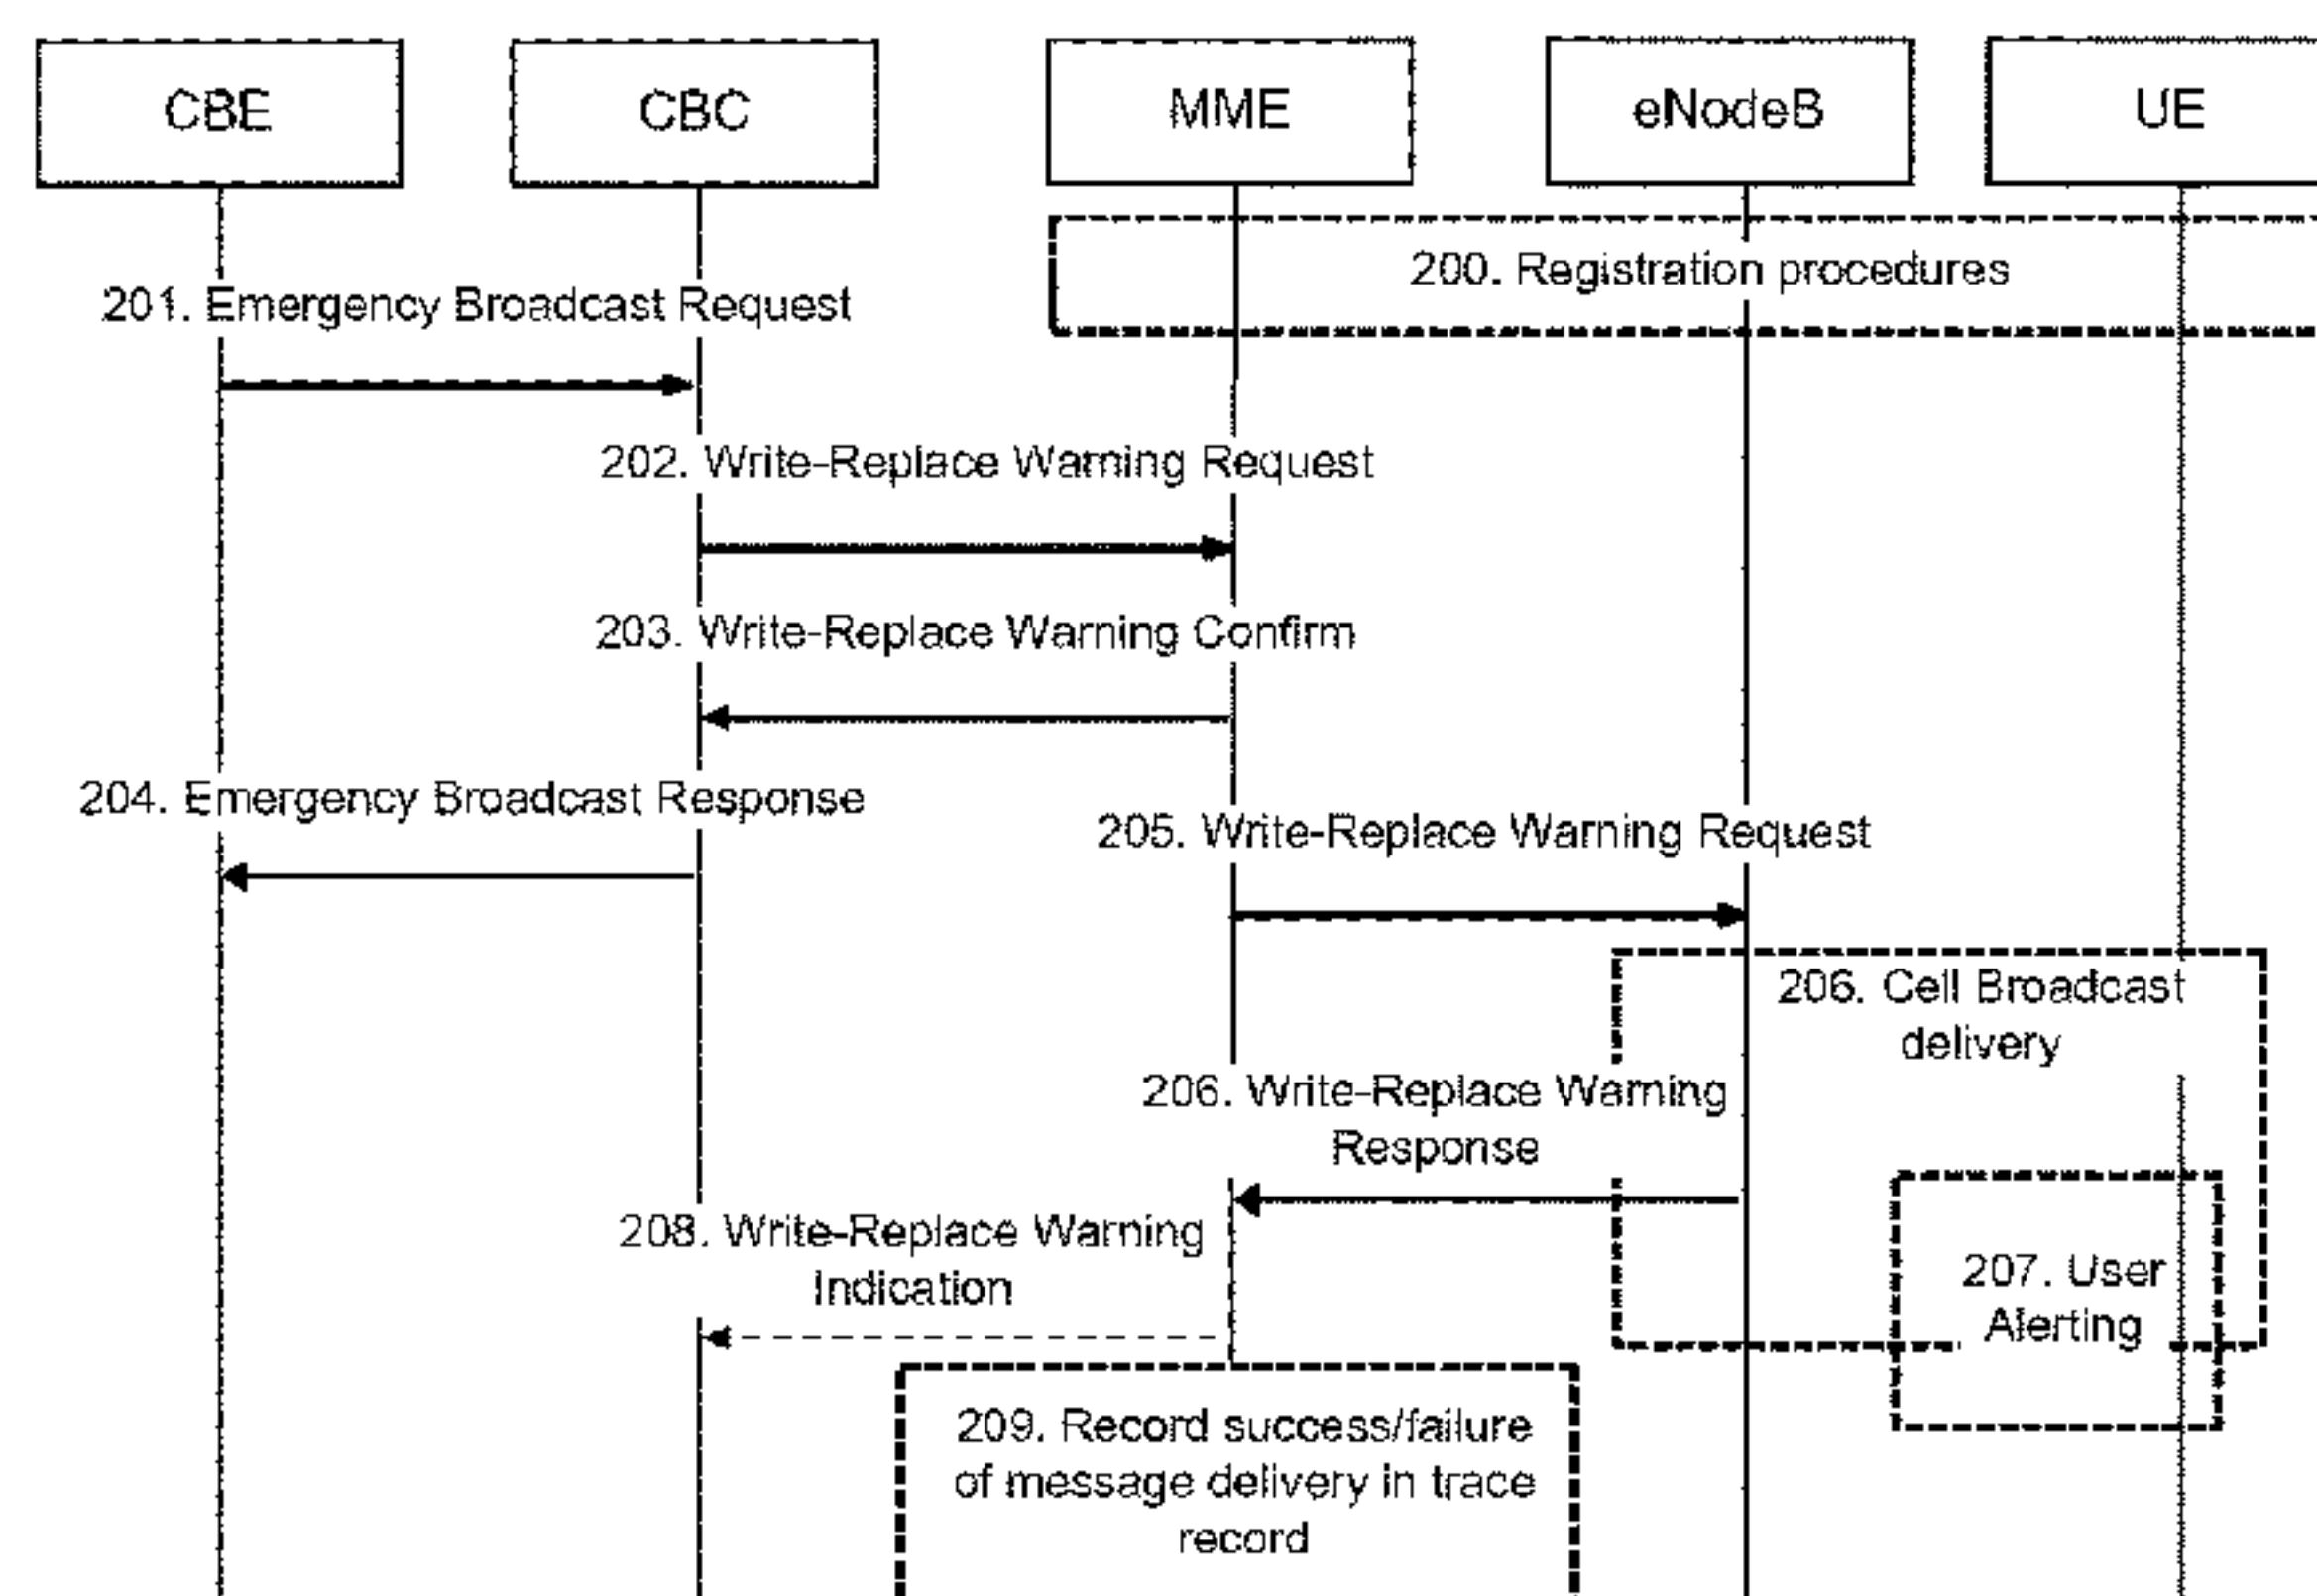 CBE
CBC
MME
eNodeB
UE
200. Registration procedures
201. Emergency Broadcast Request
202. Write-Replace Warning Request
203. Write-Replace Warning Confirm
204. Emergency Broadcast Response
205. Write-Replace Warning Request
206. Cell Broadcast
delivery
206. Write-Replace Warning
Response
208. Write-Replace Warning
Indication
207. User
Alerting
209. Record success/failure
of message delivery in trace
record